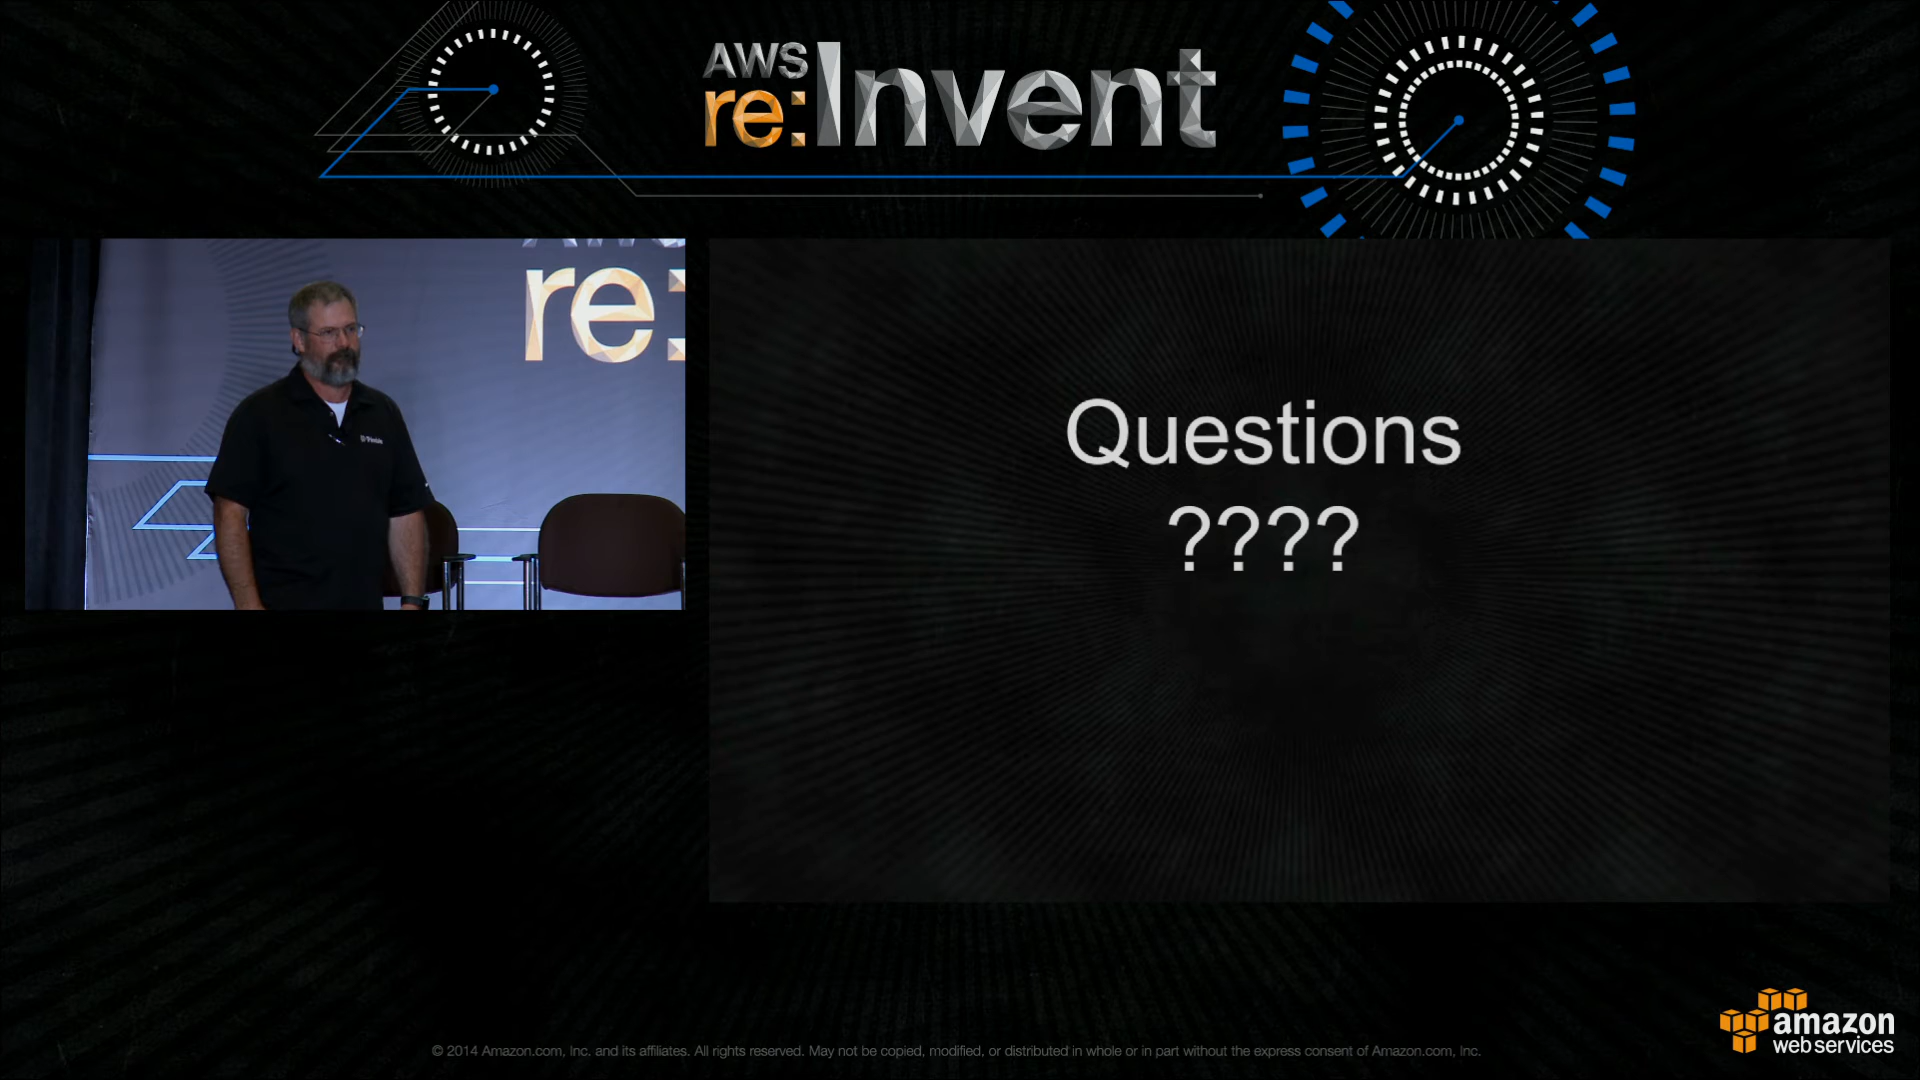 AWS
re:Invent
re:
Trimble
Questions
????
amazon
web services
© 2014 Amazon.com, Inc. and its affiliates. All rights reserved. May not be copied, modified, or distributed in whole or in part without the express consent of Amazon.com, Inc.